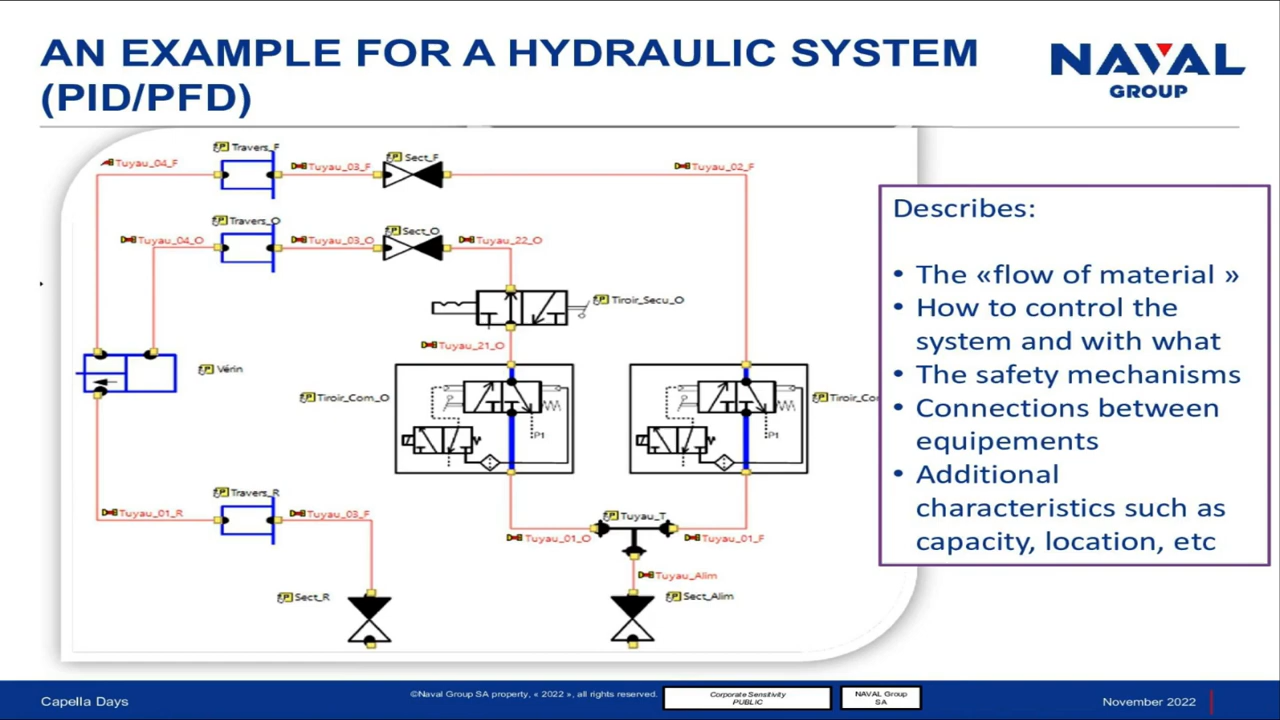 AN EXAMPLE FOR A HYDRAULIC SYSTEM
(PID/PFD)
NAVAL
GROUP
Travers_F
Tuyau_04_F
Tuyau_03_F
Sect_F
Tuyau_02_F
Travers_O
Tuyau_04_O
Tuyau_03_O
Sect_O
Tuyau_22_O
Tiroir_Secu_O
Tuyau_21_O
Vérin
Tiroir_Com_O
P1
P1
Tiroir_Co
Travers_R
Tuyau_01_R
Tuyau_03_F
Tuyau_T
Tuyau_01_O
Tuyau_01_F
Tuyau_Alim
Sect_R
Sect_Alim
Describes:
• The «flow of material »
• How to control the
system and with what
• The safety mechanisms
• Connections between
equipements
• Additional
characteristics such as
capacity, location, etc
Capella Days
©Naval Group SA property, « 2022 », all rights reserved.
Corporate Sensitivity
PUBLIC
NAVAL Group
SA
November 2022